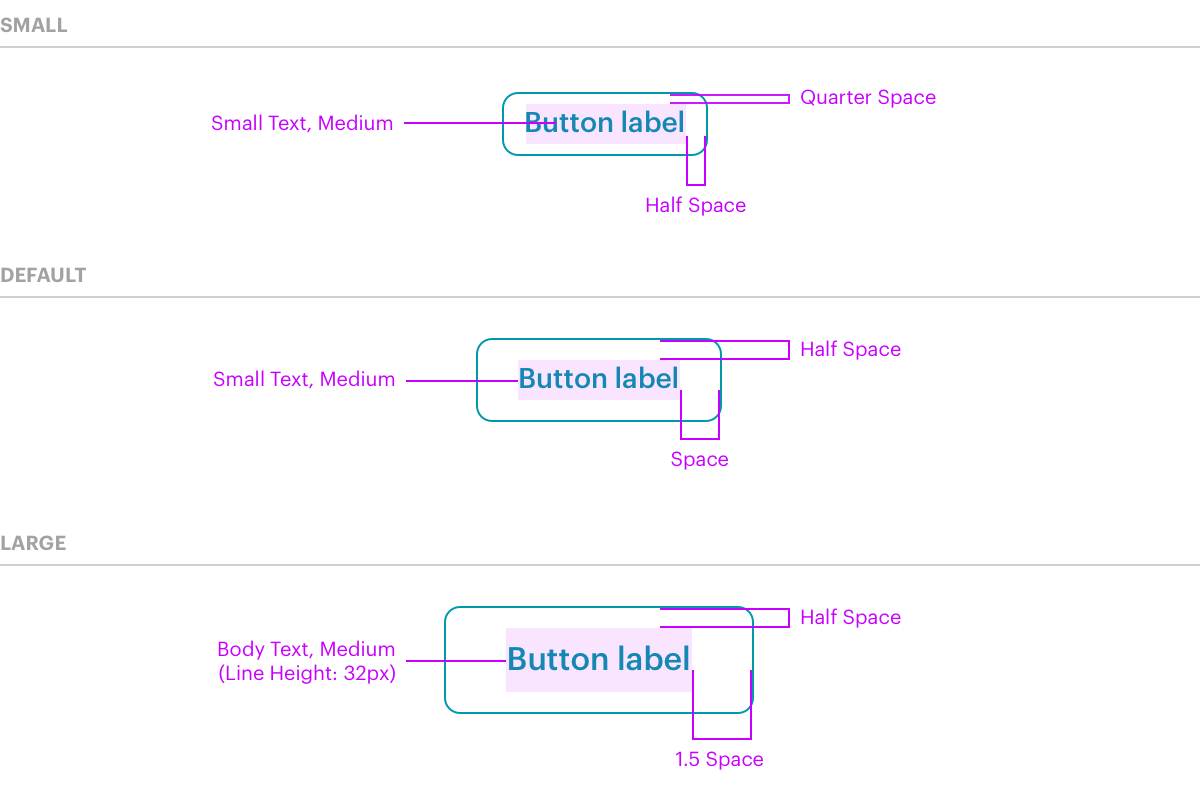 SMALL
Quarter Space
Small Text, Medium
Button label
Half Space
DEFAULT
Half Space
Small Text, Medium
Button label
Space
LARGE
Half Space
Body Text, Medium
(Line Height: 32px)
Button label
1.5 Space